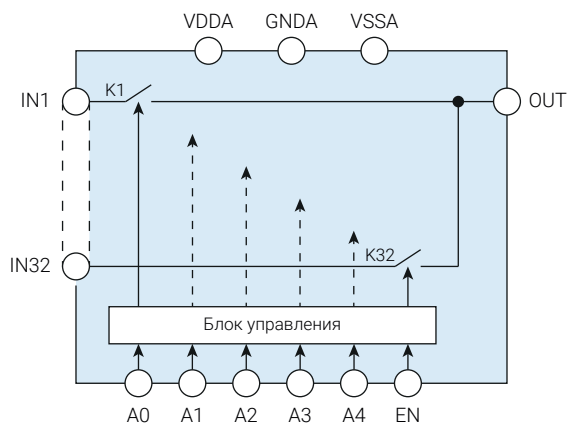 VDDA GNDA VSSA
IN1 K1 OUT
IN32 K32
Блок управления
A0 A1 A2 A3 A4 EN